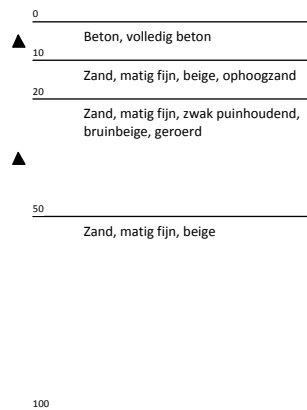 0
Beton, volledig beton
10
Zand, matig fijn, beige, ophoogzand
20
Zand, matig fijn, zwak puinhoudend,
bruinbeige, geroerd
50
Zand, matig fijn, beige
100